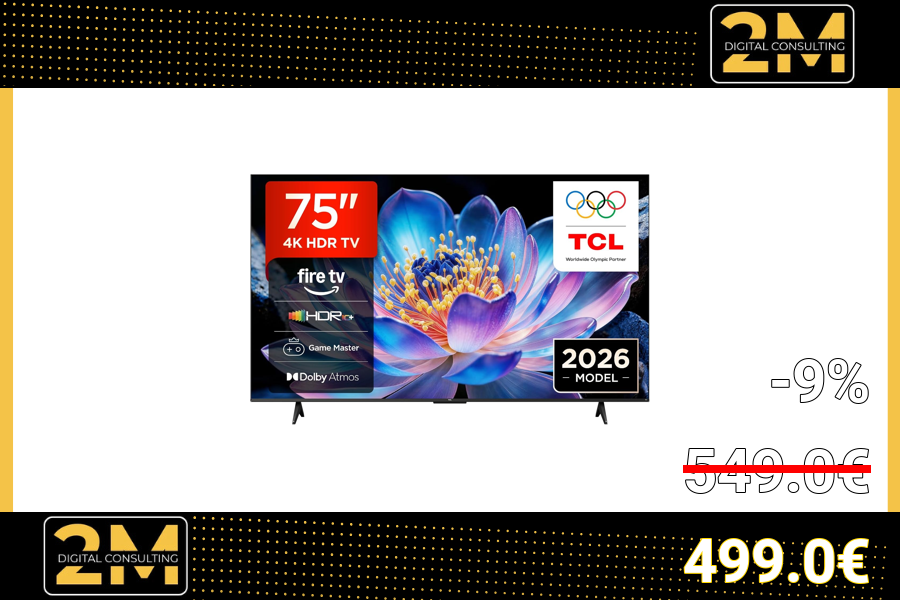 2M
DIGITAL CONSULTING
75"
4K HDR TV
fire tv
HDR10+
Game Master
Dolby Atmos
TCL
Worldwide Olympic Partner
2026
MODEL
-9%
549.0€
2M
DIGITAL CONSULTING
499.0€